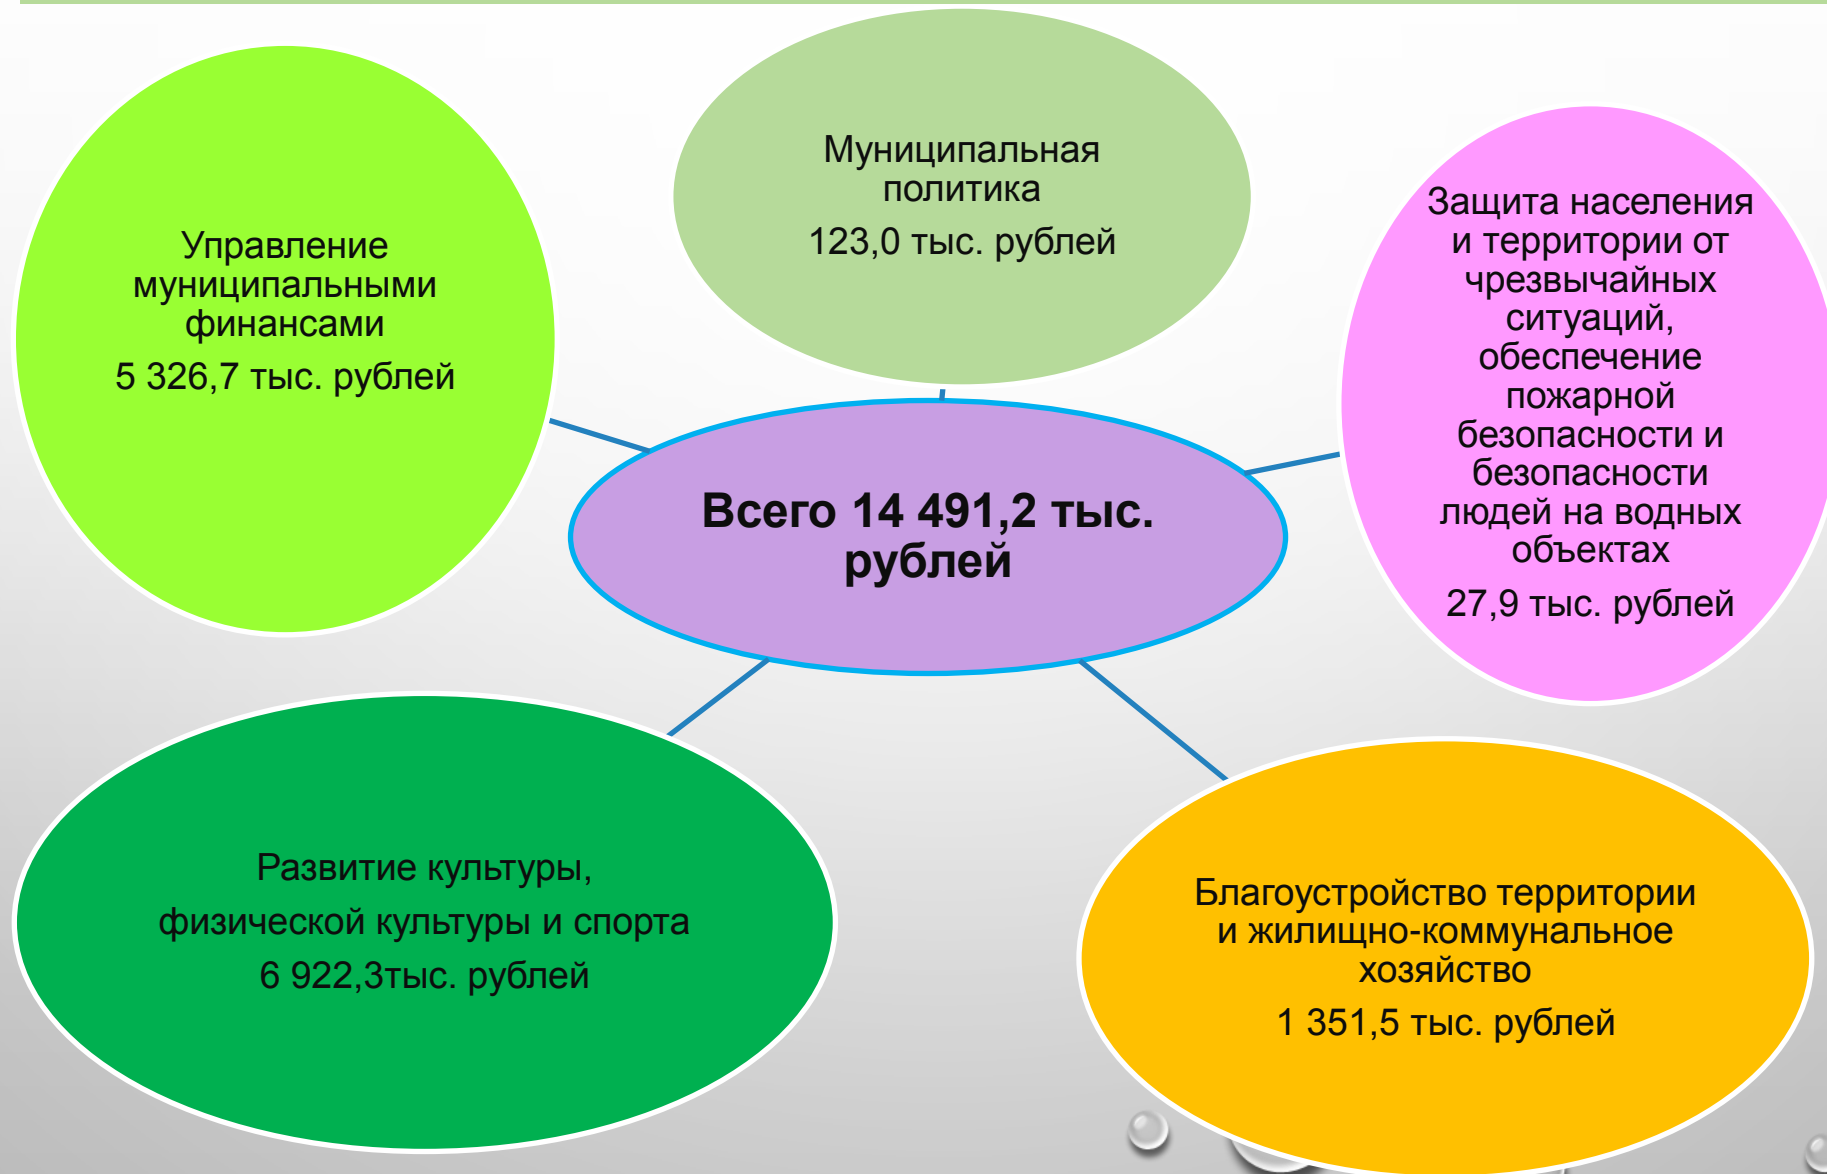 Управление
муниципальными
финансами
5 326,7 тыс. рублей
Муниципальная
политика
123,0 тыс. рублей
Защита населения
и территории от
чрезвычайных
ситуаций,
обеспечение
пожарной
безопасности и
безопасности
людей на водных
объектах
27,9 тыс. рублей
Всего 14 491,2 тыс.
рублей
Развитие культуры,
физической культуры и спорта
6 922,3тыс. рублей
Благоустройство территории
и жилищно-коммунальное
хозяйство
1 351,5 тыс. рублей